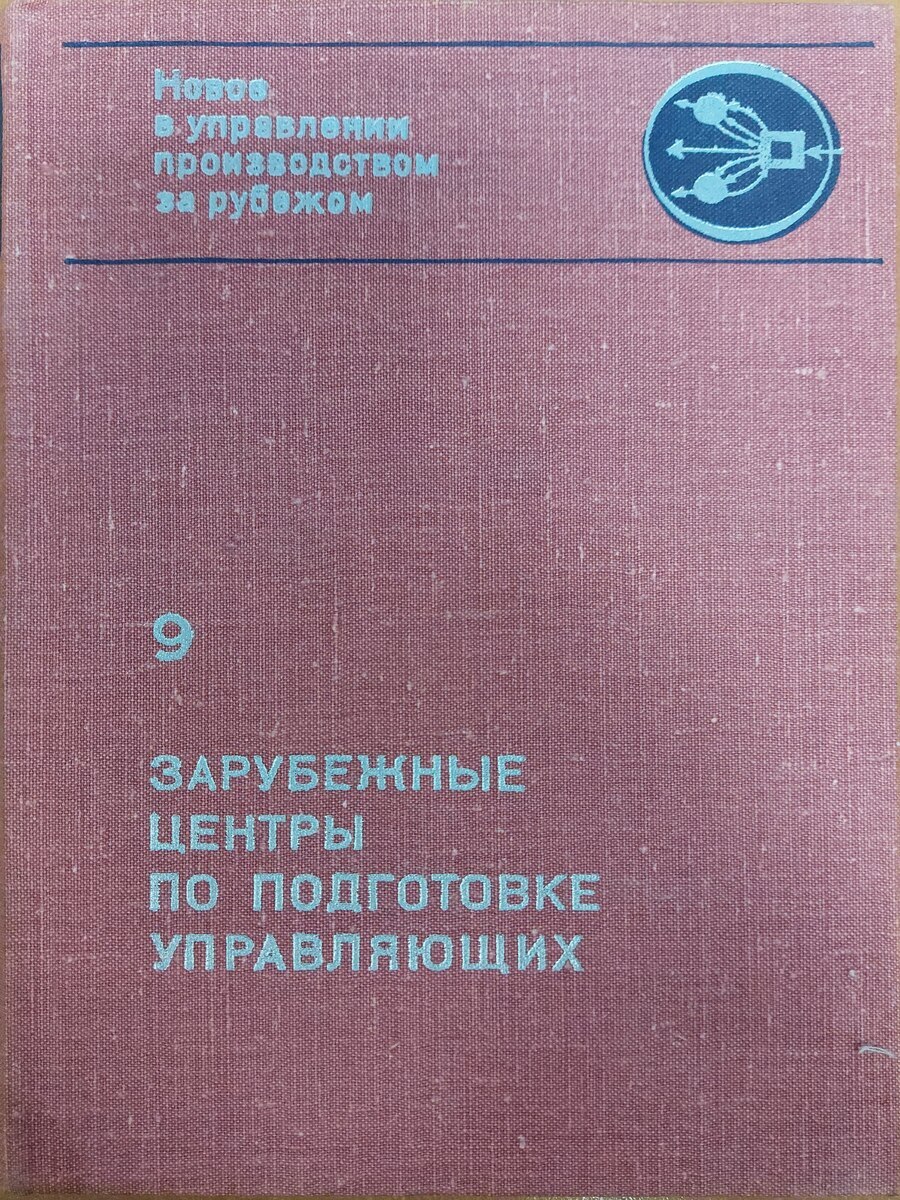 Новое
в управлении
производством
за рубежом
9
ЗАРУБЕЖНЫЕ
ЦЕНТРЫ
ПО ПОДГОТОВКЕ
УПРАВЛЯЮЩИХ